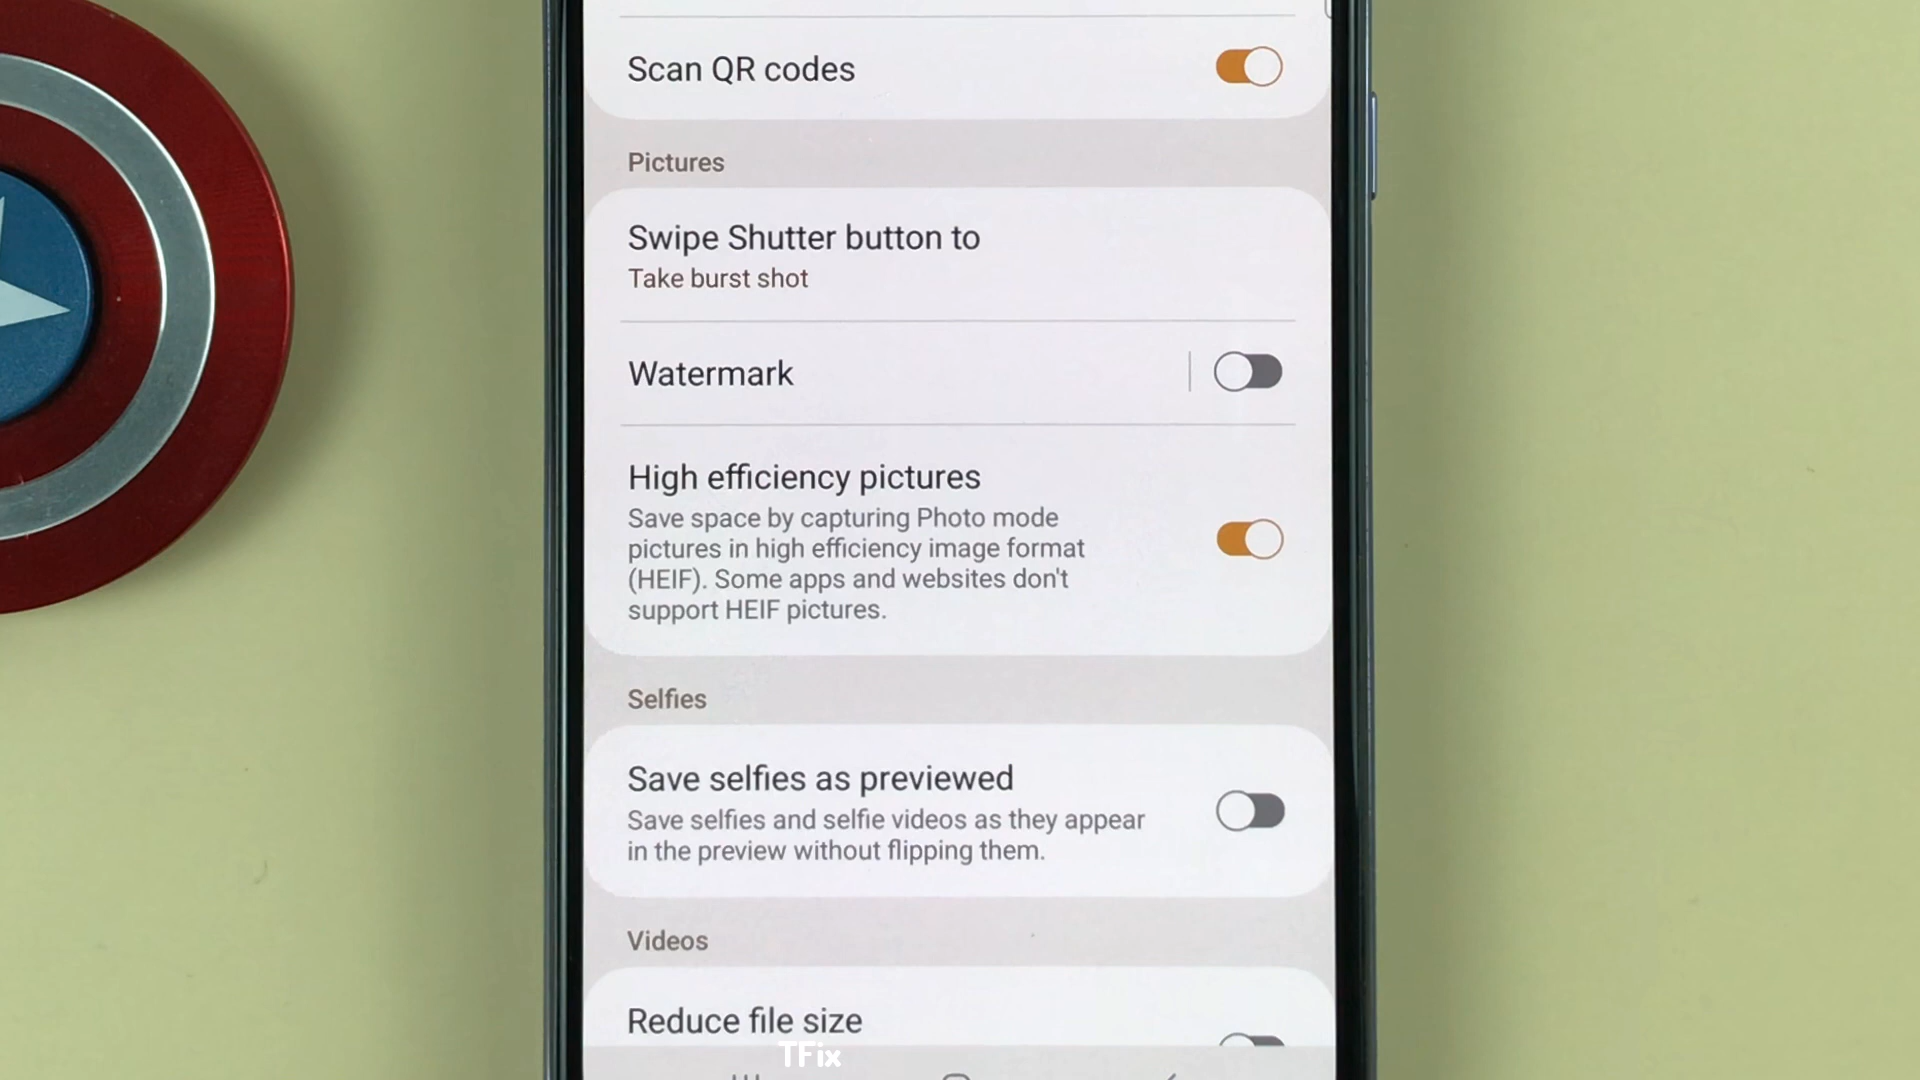 Scan QR codes
Pictures
Swipe Shutter button to
Take burst shot
Watermark
High efficiency pictures
Save space by capturing Photo mode
pictures in high efficiency image format
(HEIF). Some apps and websites don't
support HEIF pictures.
Selfies
Save selfies as previewed
Save selfies and selfie videos as they appear
in the preview without flipping them.
Videos
Reduce file size
TFix